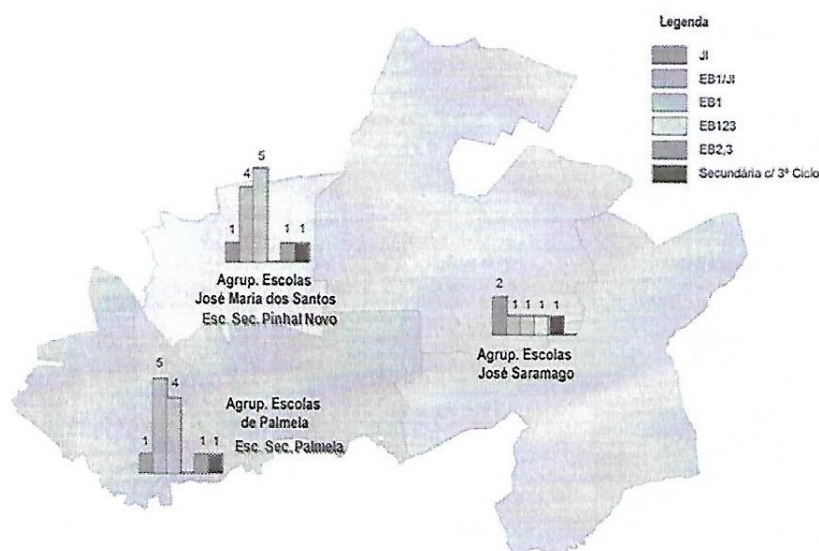 Legenda
JI
EB1/JI
EB1
EB123
EB2,3
Secundária c/ 3º Ciclo
1 4 5 1 1
Agrup. Escolas
José Maria dos Santos
Esc. Sec. Pinhal Novo
2 1 1 1 1
Agrup. Escolas
José Saramago
1 5 4 1 1
Agrup. Escolas
de Palmela
Esc. Sec. Palmela